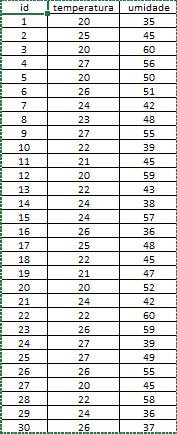 id temperatura umidade
1 20 35
2 25 45
3 20 60
4 27 56
5 20 50
6 26 51
7 24 42
8 23 48
9 27 55
10 22 39
11 21 45
12 20 59
13 22 43
14 24 38
15 24 57
16 26 36
17 25 48
18 22 45
19 21 47
20 20 52
21 24 42
22 22 60
23 26 59
24 27 39
25 27 49
26 26 55
27 20 45
28 22 58
29 24 36
30 26 37